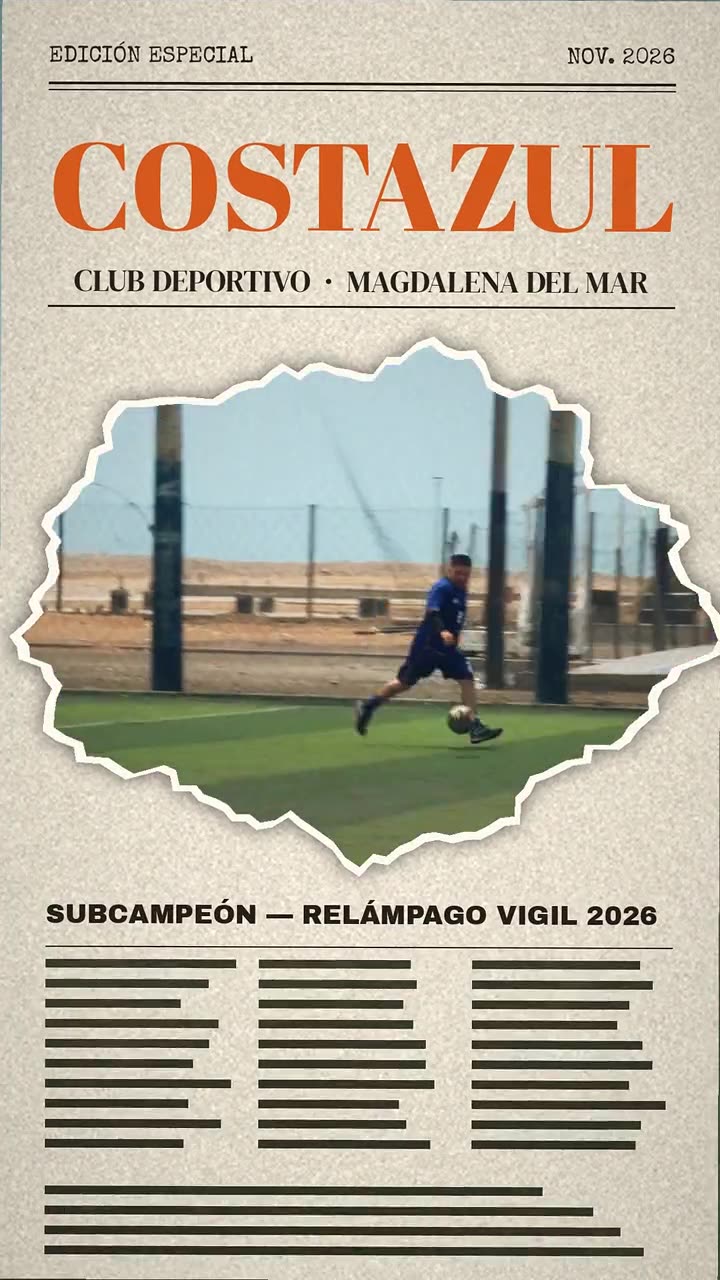 EDICIÓN ESPECIAL
NOV. 2026
COSTAZUL
CLUB DEPORTIVO · MAGDALENA DEL MAR
SUBCAMPEÓN — RELÁMPAGO VIGIL 2026